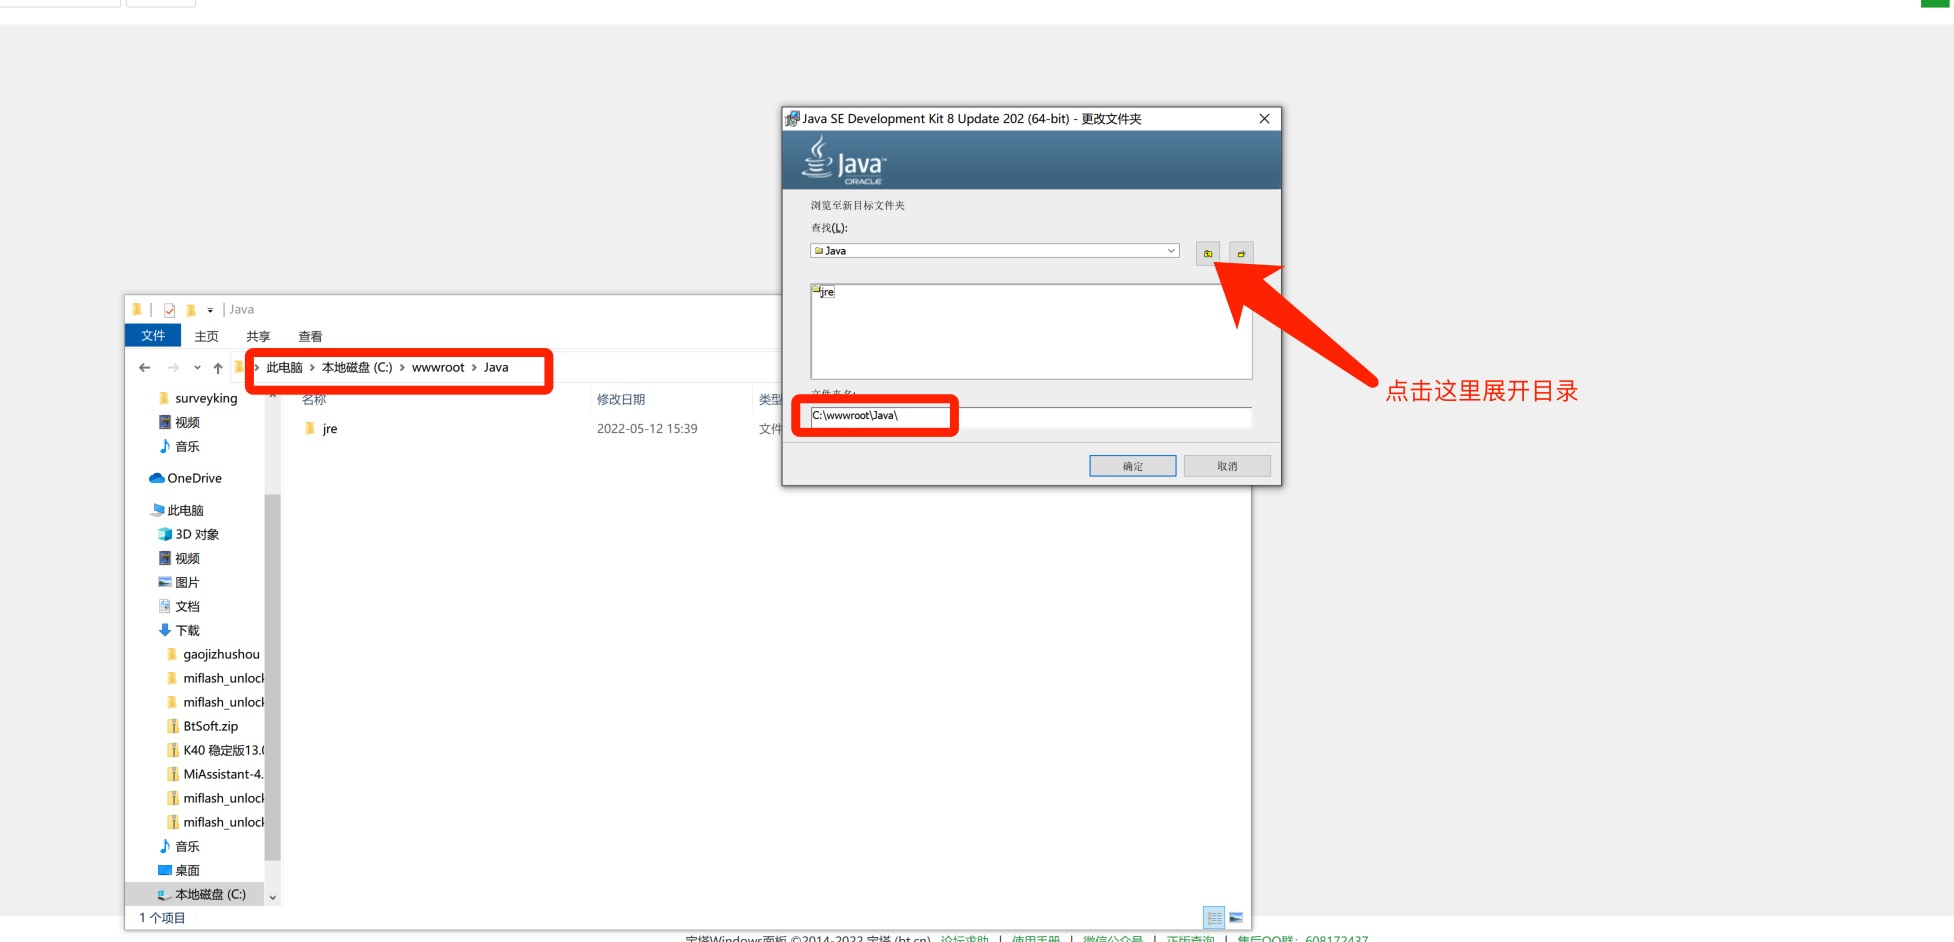 Java SE Development Kit 8 Update 202 (64-bit) - 更改文件夹
Java™
ORACLE
浏览至新目标文件夹
查找(L):
Java
jre
文件夹名:
C:\wwwroot\Java\
确定
取消
点击这里展开目录
Java
文件
主页
共享
查看
此电脑 > 本地磁盘 (C:) > wwwroot > Java
名称
修改日期
类型
jre
2022-05-12 15:39
文件
surveyking
视频
音乐
OneDrive
此电脑
3D 对象
视频
图片
文档
下载
gaojizhushou
miflash_unlock
miflash_unlock
BtSoft.zip
K40 稳定版13.0
MiAssistant-4.
miflash_unlock
miflash_unlock
音乐
桌面
本地磁盘 (C:)
1 个项目
宝塔Windows面板 ©2014-2022 宝塔 (bt.cn) 论坛求助 | 使用手册 | 微信公众号 | 正版查询 | 售后QQ群: 608172437